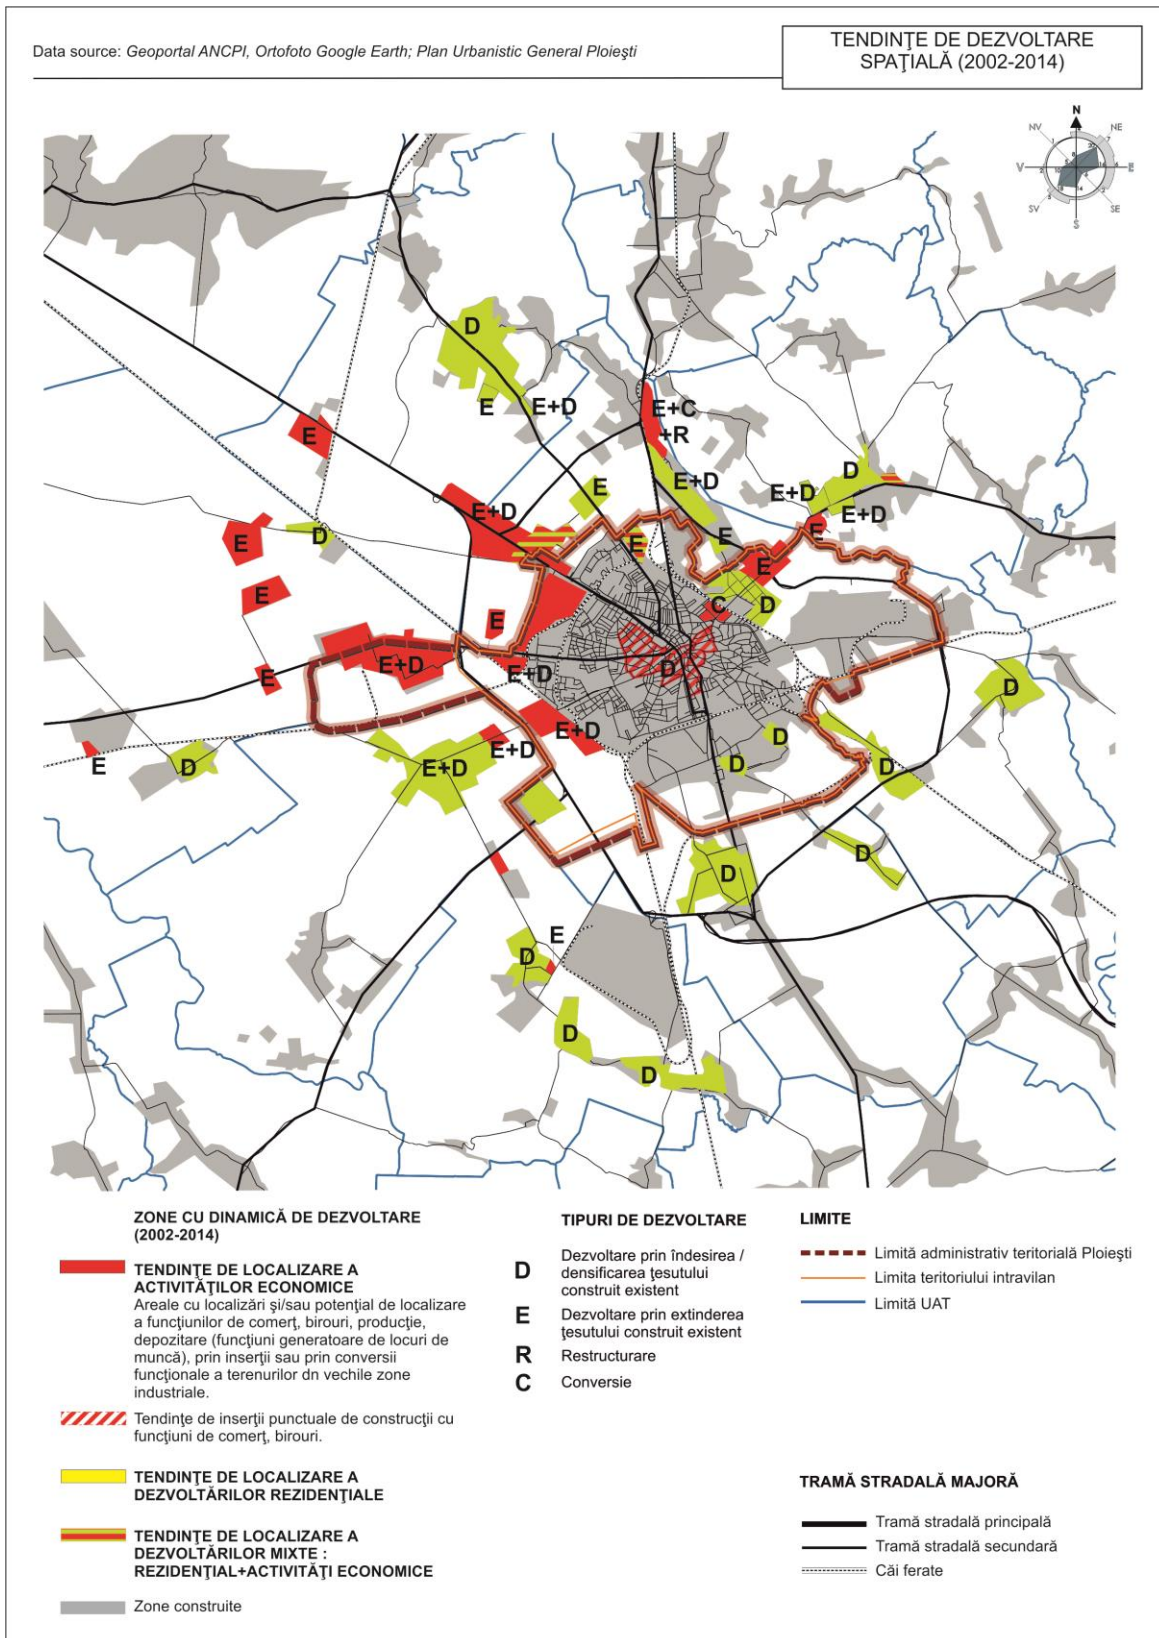 Data source: Geoportal ANCPI, Ortofoto Google Earth; Plan Urbanistic General Ploieşti
TENDINŢE DE DEZVOLTARE
SPAŢIALĂ (2002-2014)
N
NV
NE
V
E
SV
SE
S
D
E
E+D
E+C
+R
E
E+D
E
E+D
D
E+D
E+D
E
E
D
E
E
E
C
D
E
E
E+D
E+D
D
E
D
E+D
D
E+D
E+D
D
E
D
D
D
D
D
E
D
D
D
ZONE CU DINAMICĂ DE DEZVOLTARE
(2002-2014)
TENDINŢE DE LOCALIZARE A
ACTIVITĂŢILOR ECONOMICE
Areale cu localizări şi/sau potenţial de localizare
a funcţiunilor de comerţ, birouri, producţie,
depozitare (funcţiuni generatoare de locuri de
muncă), prin inserţii sau prin conversii
funcţionale a terenurilor dn vechile zone
industriale.
Tendinţe de inserţii punctuale de construcţii cu
funcţiuni de comerţ, birouri.
TENDINŢE DE LOCALIZARE A
DEZVOLTĂRILOR REZIDENŢIALE
TENDINŢE DE LOCALIZARE A
DEZVOLTĂRILOR MIXTE :
REZIDENŢIAL+ACTIVITĂŢI ECONOMICE
Zone construite
TIPURI DE DEZVOLTARE
D Dezvoltare prin îndesirea /
densificarea ţesutului
construit existent
E Dezvoltare prin extinderea
ţesutului construit existent
R Restructurare
C Conversie
LIMITE
Limită administrativ teritorială Ploieşti
Limita teritoriului intravilan
Limită UAT
TRAMĂ STRADALĂ MAJORĂ
Tramă stradală principală
Tramă stradală secundară
Căi ferate